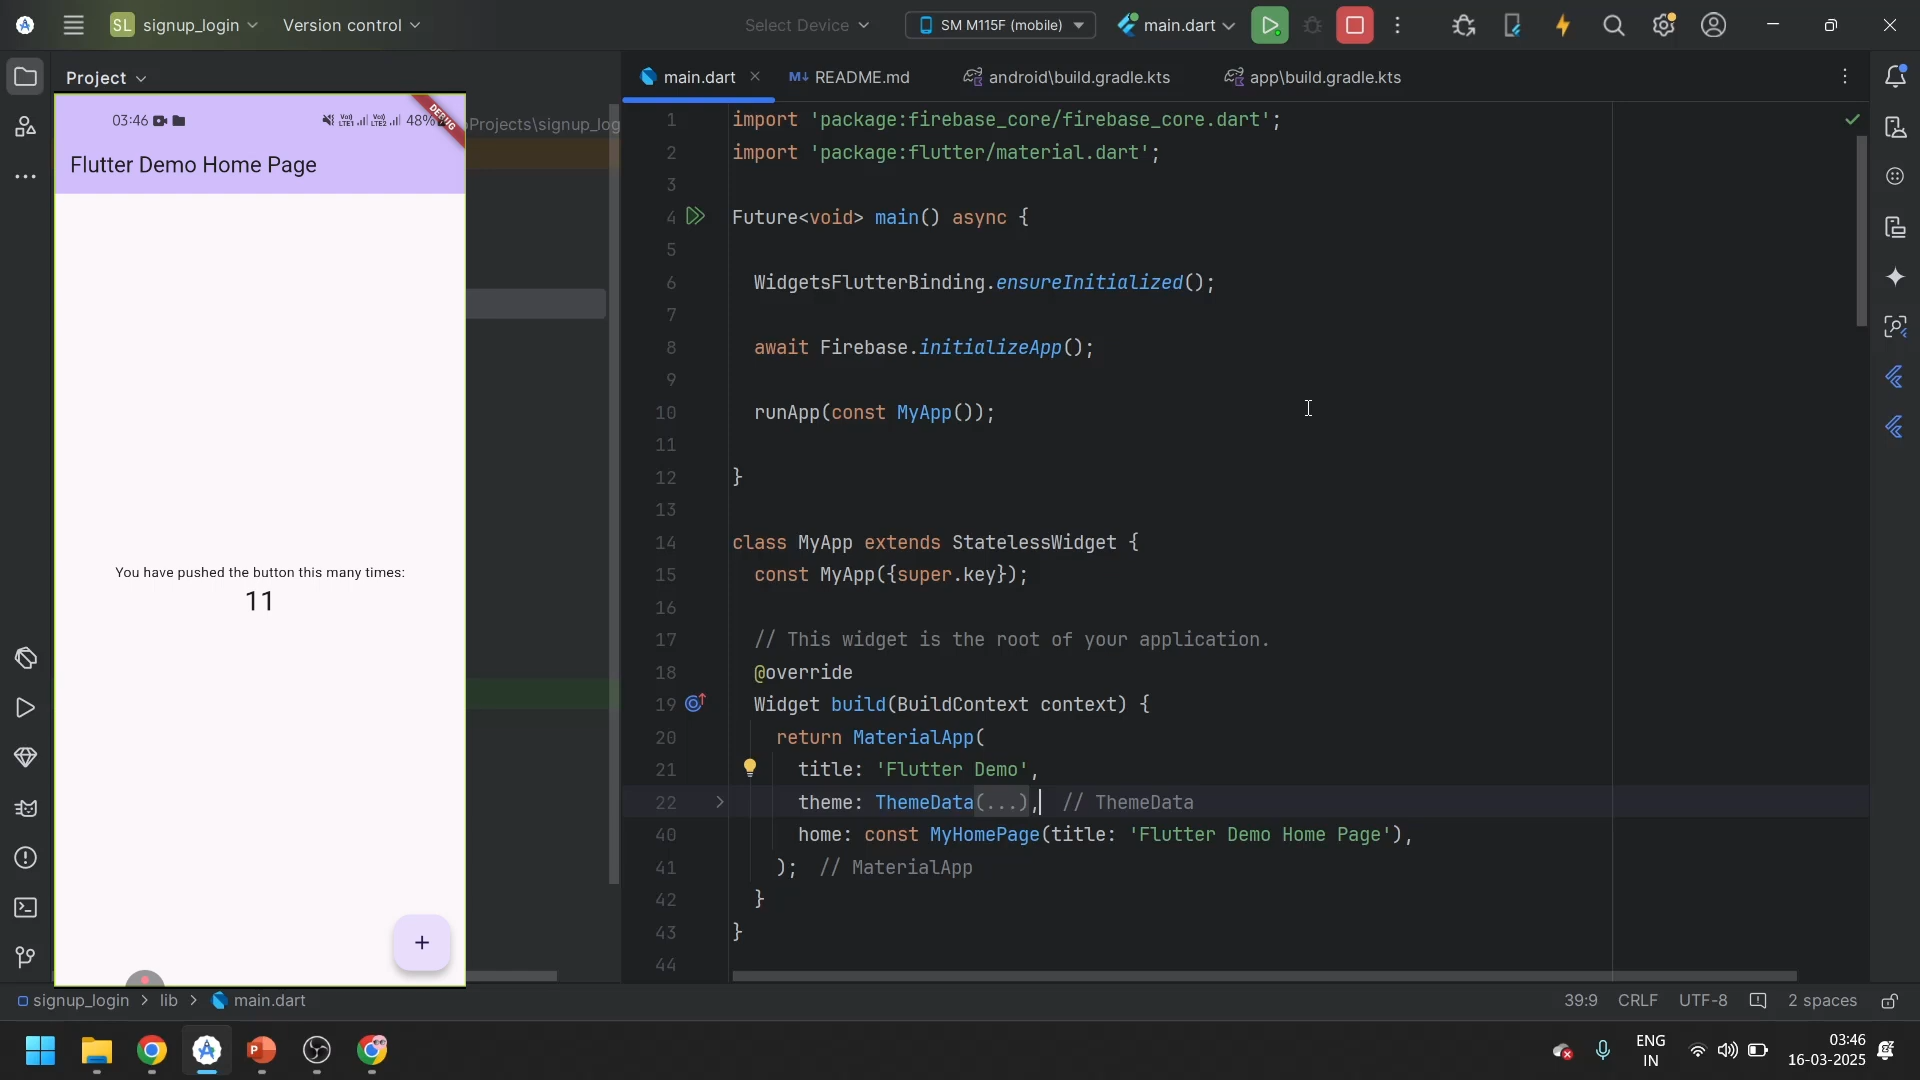 SL signup_login Version control Select Device SM M115F (mobile) main.dart
Project
main.dart README.md android\build.gradle.kts app\build.gradle.kts
03:46 48%
DEBUG
Projects\signup_log
Flutter Demo Home Page
You have pushed the button this many times:
11
+
1 import 'package:firebase_core/firebase_core.dart';
2 import 'package:flutter/material.dart';
3
4 Future<void> main() async {
5
6 WidgetsFlutterBinding.ensureInitialized();
7
8 await Firebase.initializeApp();
9
10 runApp(const MyApp());
11
12 }
13
14 class MyApp extends StatelessWidget {
15 const MyApp({super.key});
16
17 // This widget is the root of your application.
18 @override
19 Widget build(BuildContext context) {
20 return MaterialApp(
21 title: 'Flutter Demo',
22 theme: ThemeData(...), // ThemeData
40 home: const MyHomePage(title: 'Flutter Demo Home Page'),
41 ); // MaterialApp
42 }
43 }
44
signup_login > lib > main.dart 39:9 CRLF UTF-8 2 spaces
ENG
IN
03:46
16-03-2025